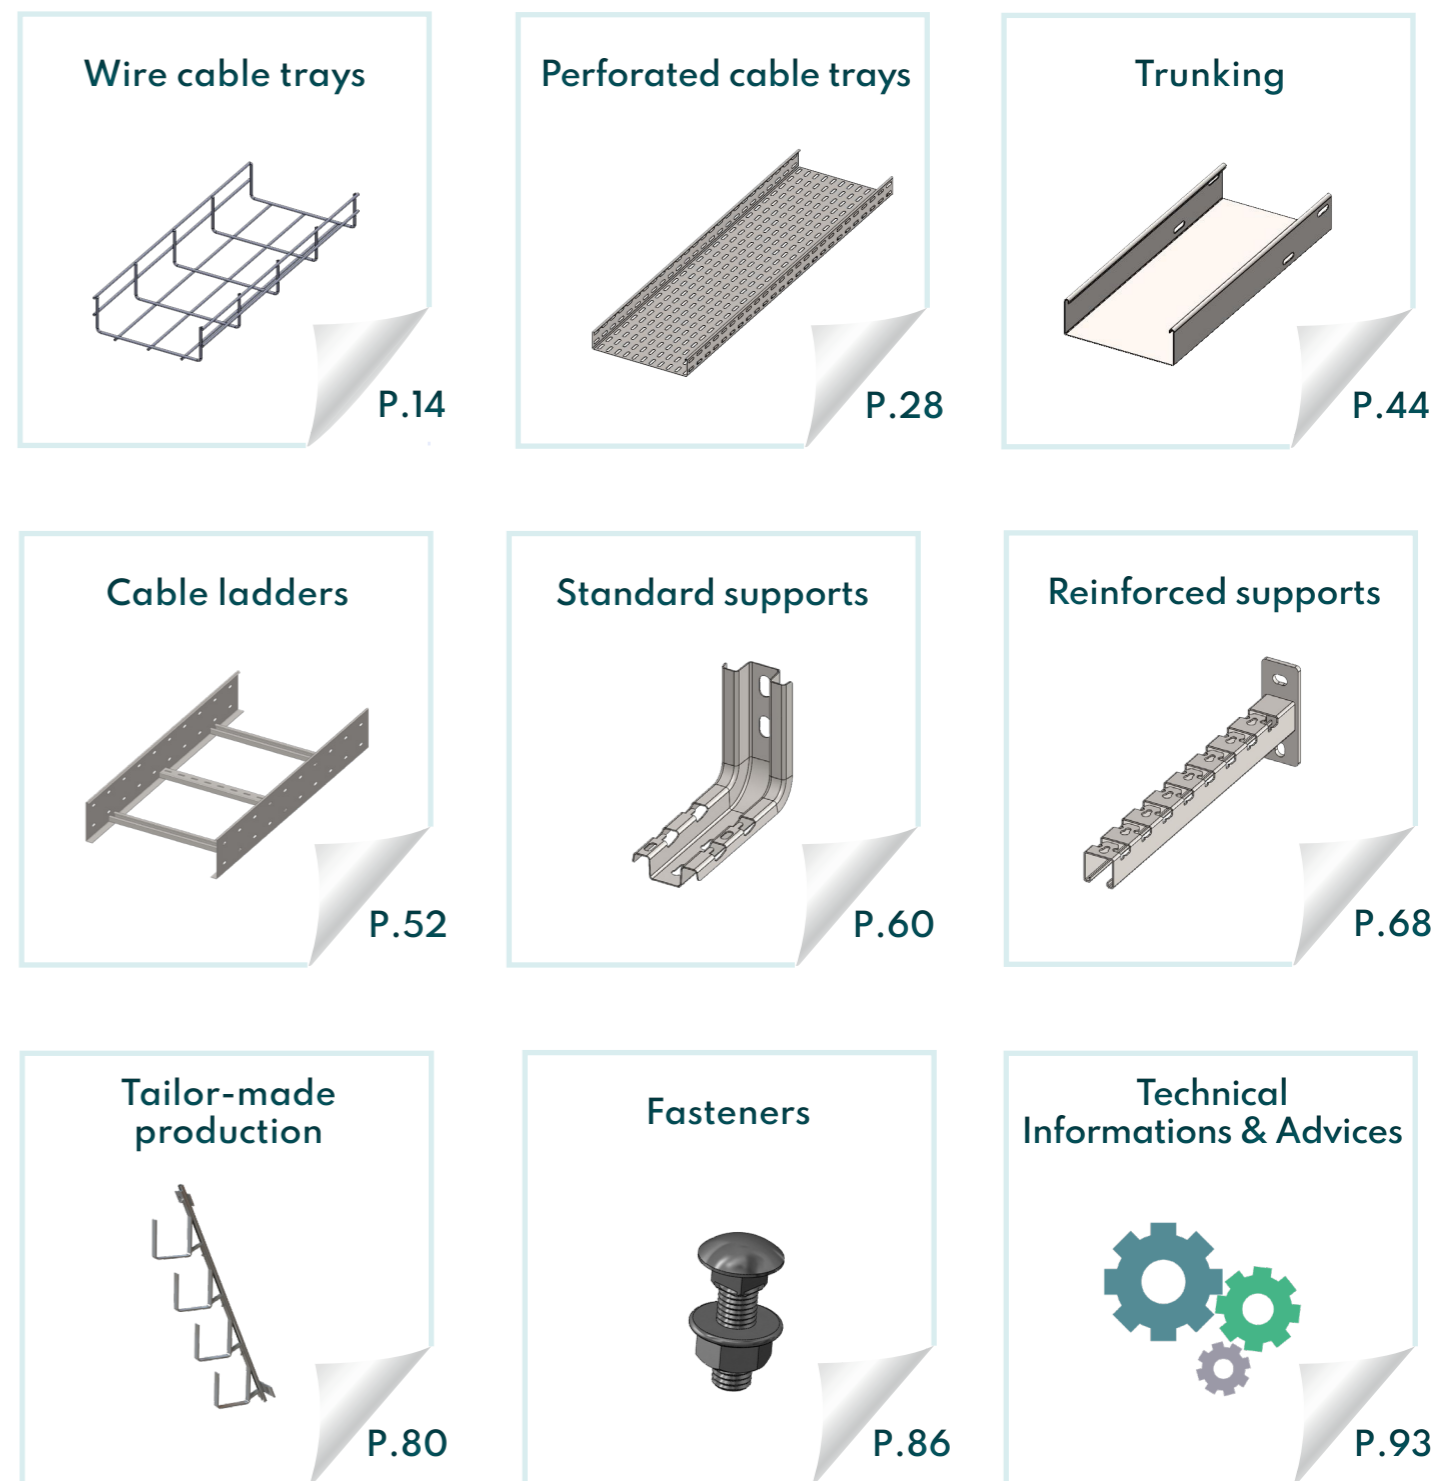 Wire cable trays
P.14
Perforated cable trays
P.28
Trunking
P.44
Cable ladders
P.52
Standard supports
P.60
Reinforced supports
P.68
Tailor-made
production
P.80
Fasteners
P.86
Technical
Informations & Advices
P.93